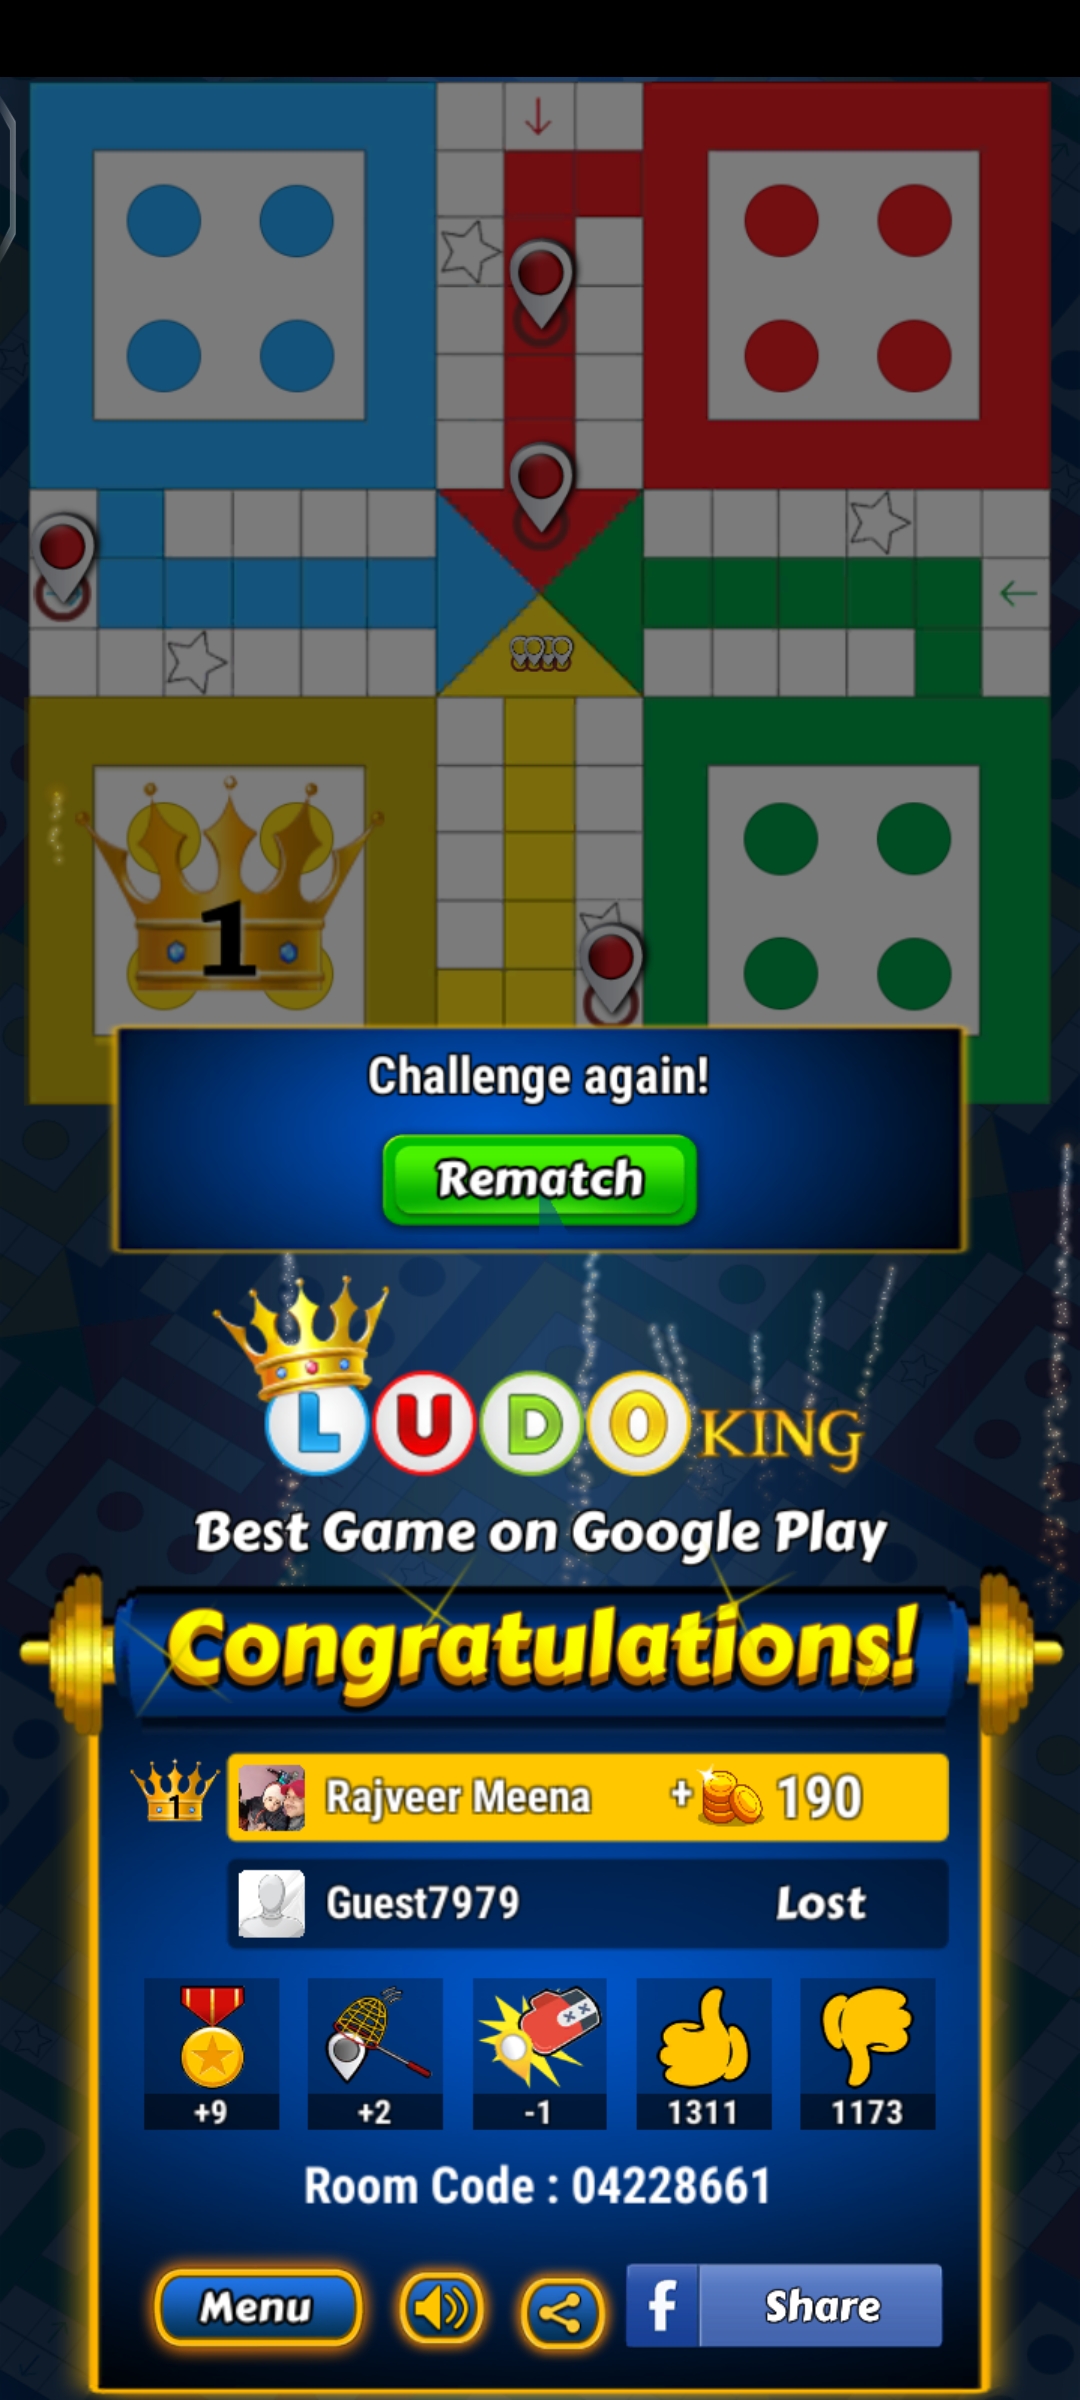 1
Challenge again!
Rematch
LUDO KING
Best Game on Google Play
Congratulations!
1 Rajveer Meena + 190
Guest7979 Lost
+9 +2 -1 1311 1173
Room Code : 04228661
Menu f Share